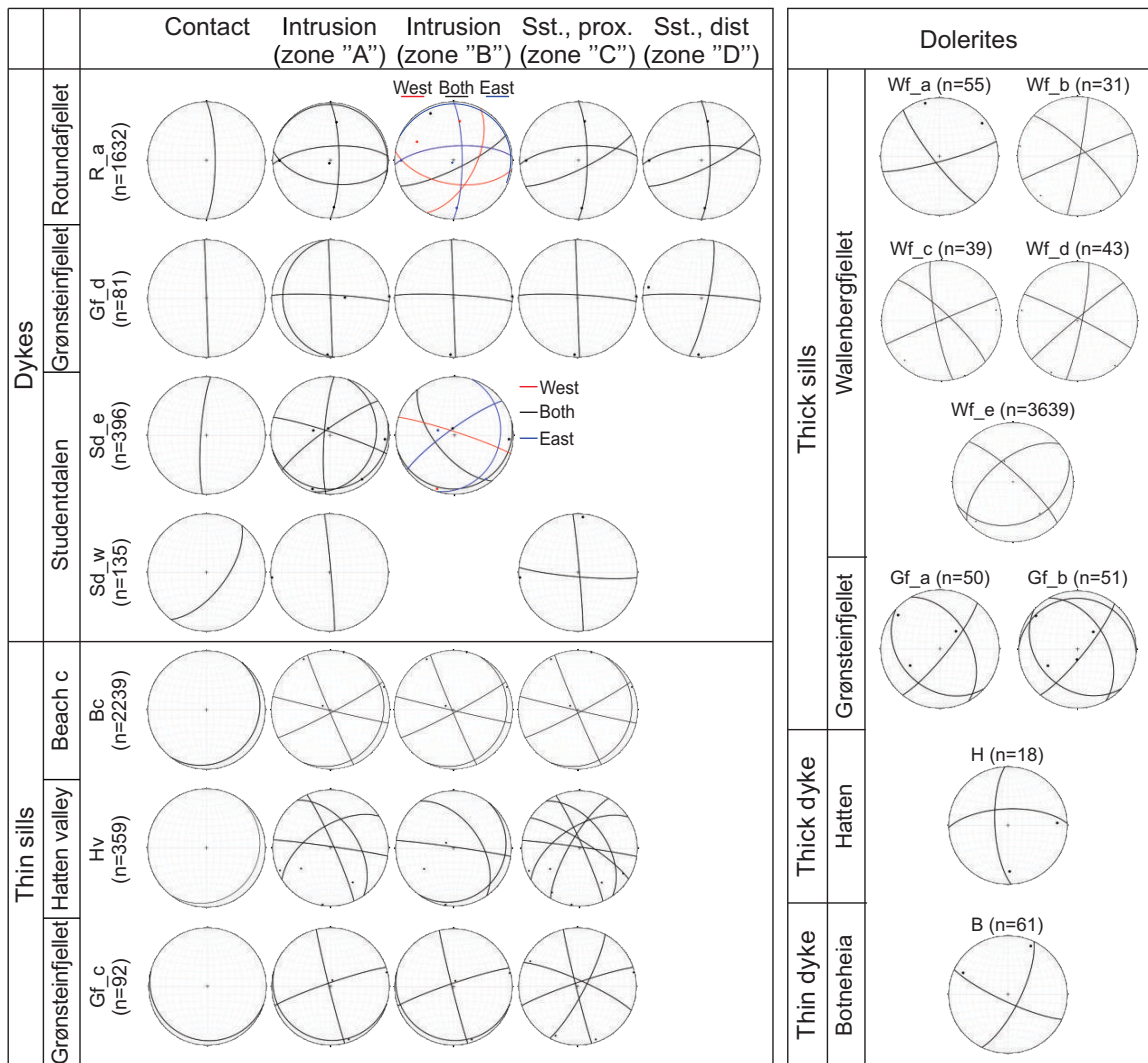 Contact
Intrusion
(zone "A")
Intrusion
(zone "B")
Sst., prox.
(zone "C")
Sst., dist
(zone "D")
Dykes
Rotundafjellet
R_a
(n=1632)
West Both East
Grønsteinfjellet
Gf_d
(n=81)
Studentdalen
Sd_e
(n=396)
West
Both
East
Sd_w
(n=135)
Thin sills
Beach c
Bc
(n=2239)
Hatten valley
Hv
(n=359)
Grønsteinfjellet
Gf_c
(n=92)
Dolerites
Thick sills
Wallenbergfjellet
Wf_a (n=55)
Wf_b (n=31)
Wf_c (n=39)
Wf_d (n=43)
Wf_e (n=3639)
Grønsteinfjellet
Gf_a (n=50)
Gf_b (n=51)
Thick dyke
Hatten
H (n=18)
Thin dyke
Botneheia
B (n=61)